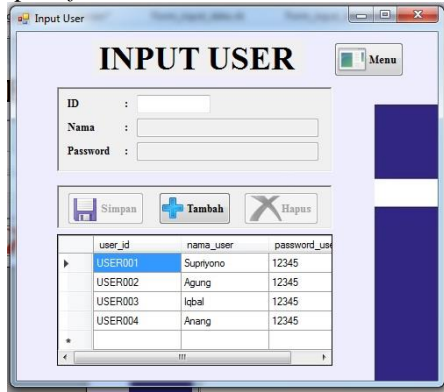 Input User
INPUT USER
Menu
ID :
Nama :
Password :
Simpan Tambah Hapus
user_id nama_user password_use
USER001 Supriyono 12345
USER002 Agung 12345
USER003 Iqbal 12345
USER004 Anang 12345
*